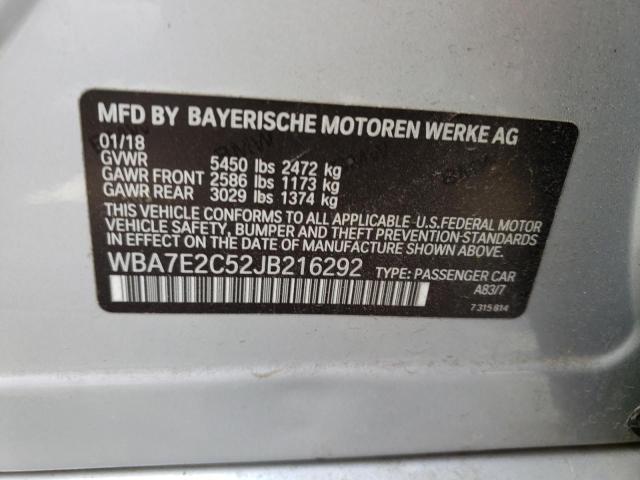 MFD BY BAYERISCHE MOTOREN WERKE AG
01/18
GVWR 5450 lbs 2472 kg
GAWR FRONT 2586 lbs 1173 kg
GAWR REAR 3029 lbs 1374 kg
THIS VEHICLE CONFORMS TO ALL APPLICABLE U.S.FEDERAL MOTOR
VEHICLE SAFETY, BUMPER AND THEFT PREVENTION STANDARDS
IN EFFECT ON THE DATE OF MANUFACTURE SHOWN ABOVE.
WBA7E2C52JB216292 TYPE: PASSENGER CAR
A83/7
7 315 814